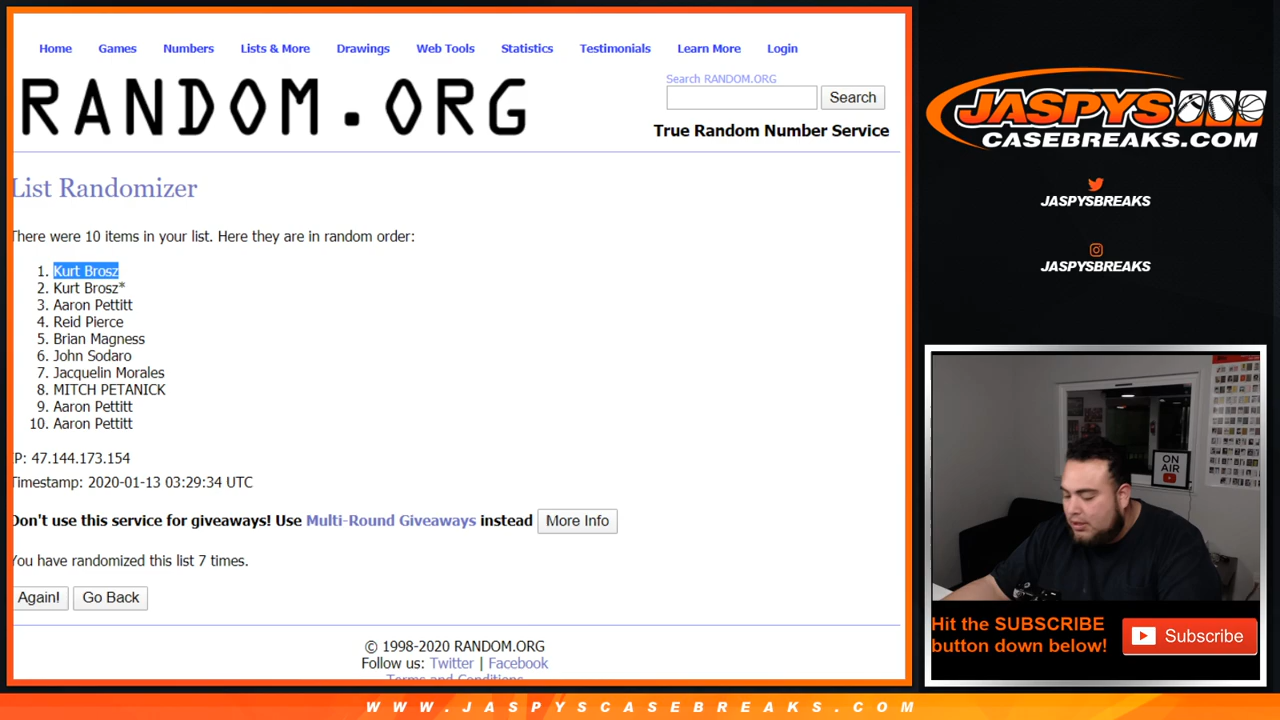 Home Games Numbers Lists & More Drawings Web Tools Statistics Testimonials Learn More Login
RANDOM.ORG
Search RANDOM.ORG
Search
True Random Number Service
List Randomizer
There were 10 items in your list. Here they are in random order:
1. Kurt Brosz
2. Kurt Brosz*
3. Aaron Pettitt
4. Reid Pierce
5. Brian Magness
6. John Sodaro
7. Jacquelin Morales
8. MITCH PETANICK
9. Aaron Pettitt
10. Aaron Pettitt
IP: 47.144.173.154
Timestamp: 2020-01-13 03:29:34 UTC
Don't use this service for giveaways! Use Multi-Round Giveaways instead More Info
You have randomized this list 7 times.
Again! Go Back
© 1998-2020 RANDOM.ORG
Follow us: Twitter | Facebook
Terms and Conditions
JASPYS
CASEBREAKS.COM
JASPYSBREAKS
JASPYSBREAKS
ON
AIR
Hit the SUBSCRIBE
button down below!
Subscribe
WWW.JASPYSCASEBREAKS.COM